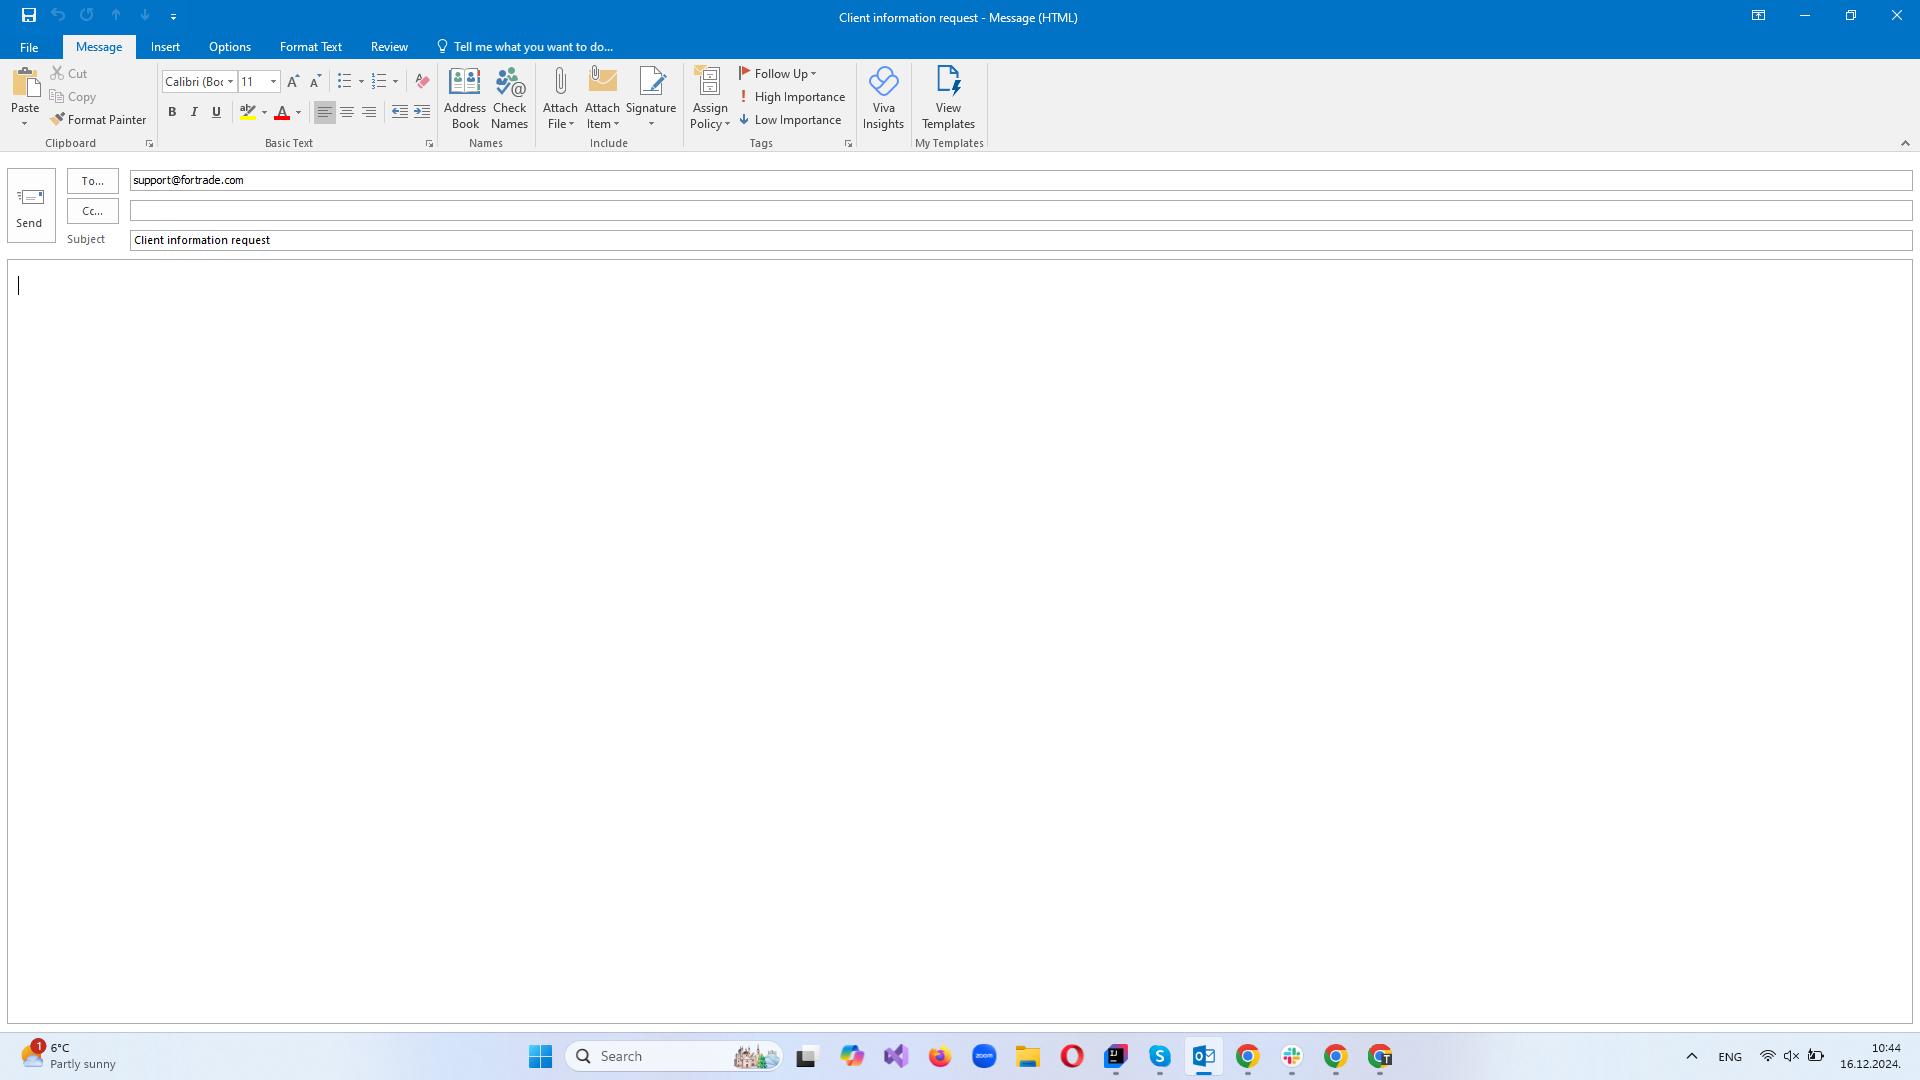 Client information request - Message (HTML)
File Message Insert Options Format Text Review Tell me what you want to do...
Paste Cut Copy Format Painter
Clipboard
Calibri (Boc 11
B I U
Basic Text
Address Book Check Names
Names
Attach File Attach Item Signature
Include
Assign Policy Follow Up High Importance Low Importance
Tags
Viva Insights
View Templates
My Templates
Send
To... support@fortrade.com
Cc...
Subject Client information request
1 6°C
Partly sunny
Search
zoom
ENG
10:44
16.12.2024.